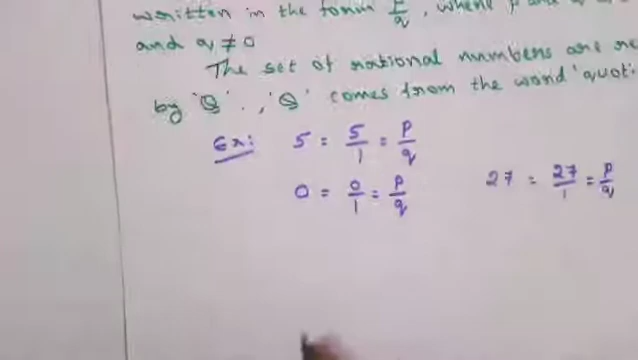 written in the form p/q, where p and q
and q ≠ 0
The set of rational numbers are
by 'Q'. 'Q' comes from the word 'quoti
Ex: 5 = 5/1 = p/q
0 = 0/1 = p/q 27 = 27/1 = p/q